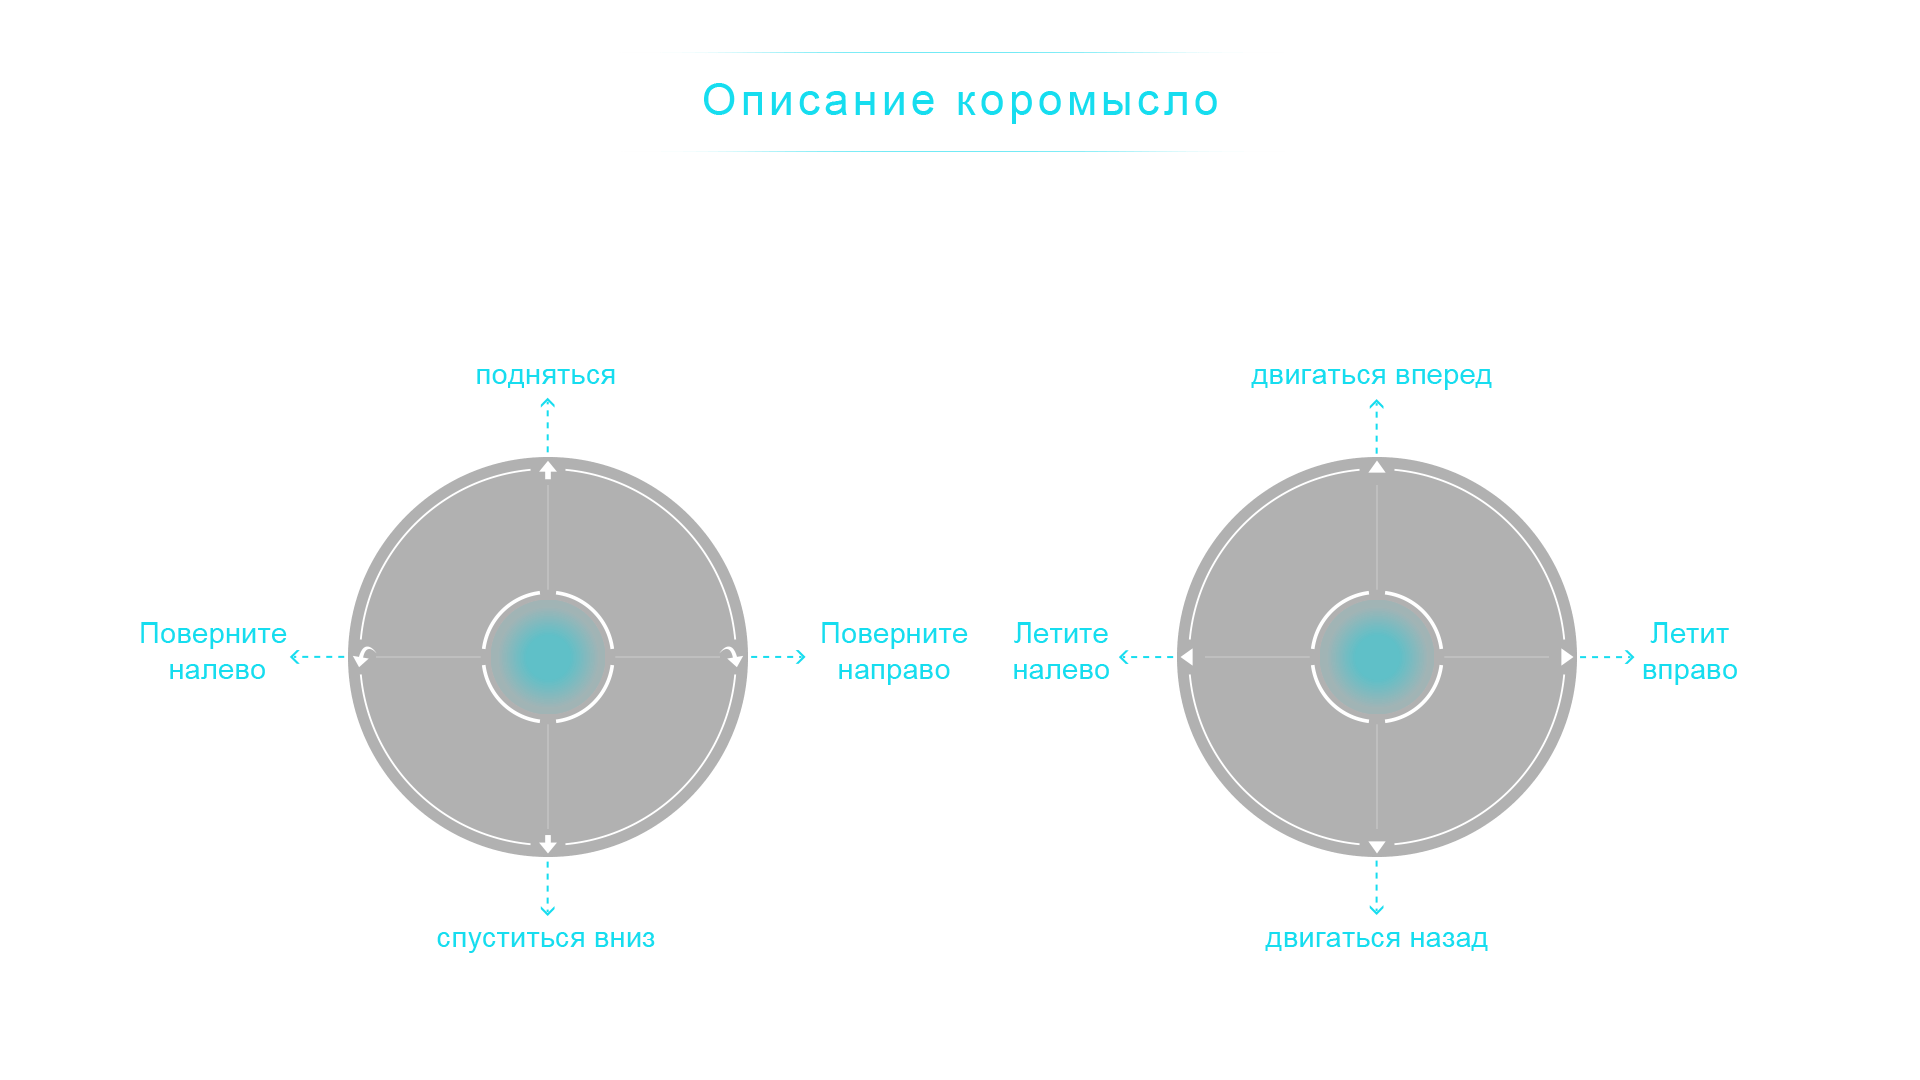 Описание коромысло
подняться
Поверните
налево
Поверните
направо
спуститься вниз
двигаться вперед
Летите
налево
Летит
вправо
двигаться назад